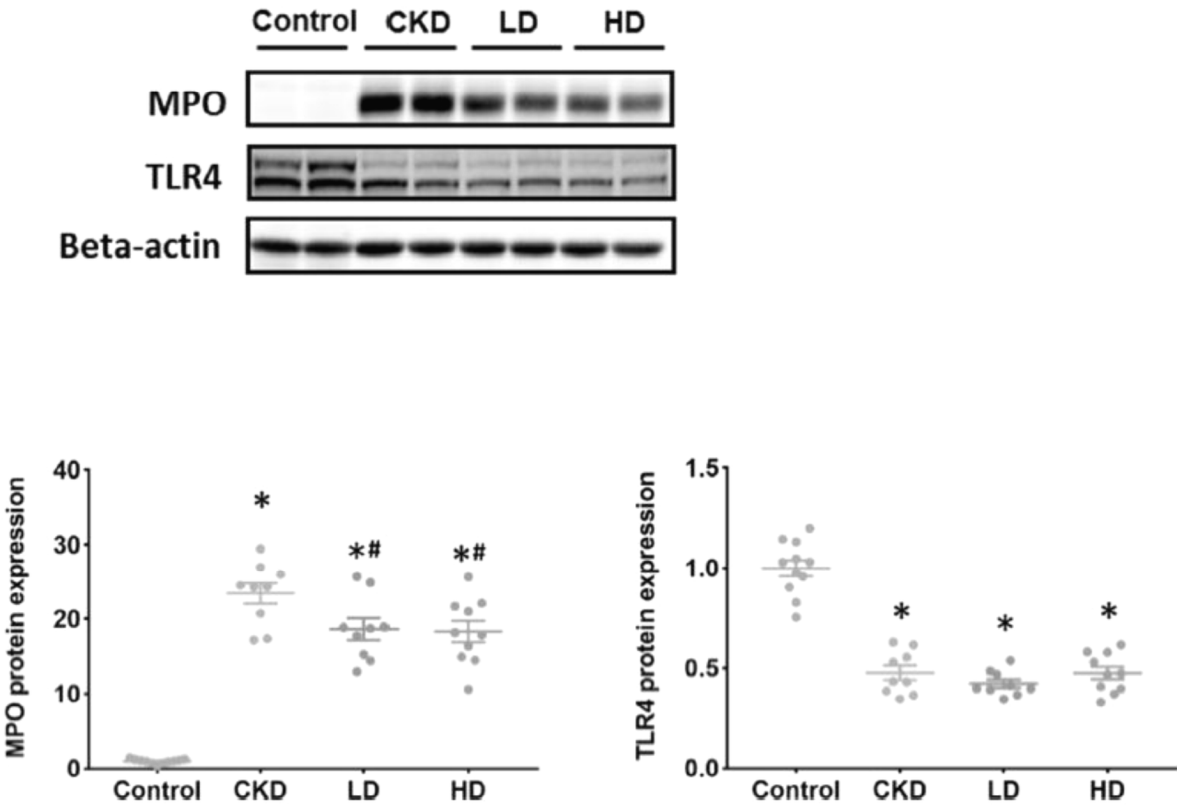 Control CKD LD HD
MPO
TLR4
Beta-actin
MPO protein expression
40
30
20
10
0
*
*#
*#
Control CKD LD HD
TLR4 protein expression
1.5
1.0
0.5
0.0
*
*
*
Control CKD LD HD